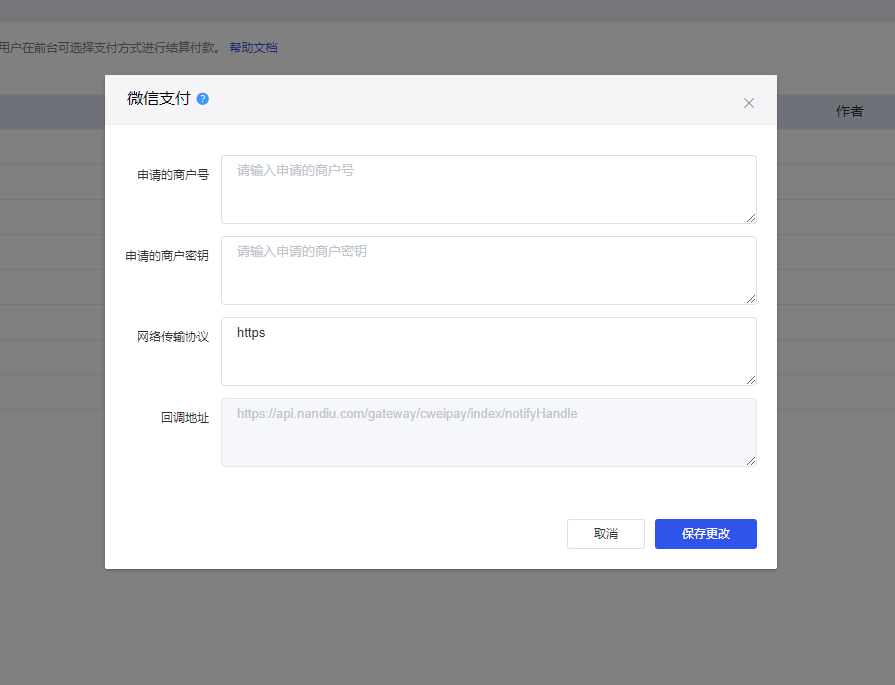 用户在前台可选择支付方式进行结算付款。 帮助文档
作者
微信支付 ?
申请的商户号
请输入申请的商户号
申请的商户密钥
请输入申请的商户密钥
网络传输协议
https
回调地址
https://api.nandiu.com/gateway/cweipay/index/notifyHandle
取消
保存更改